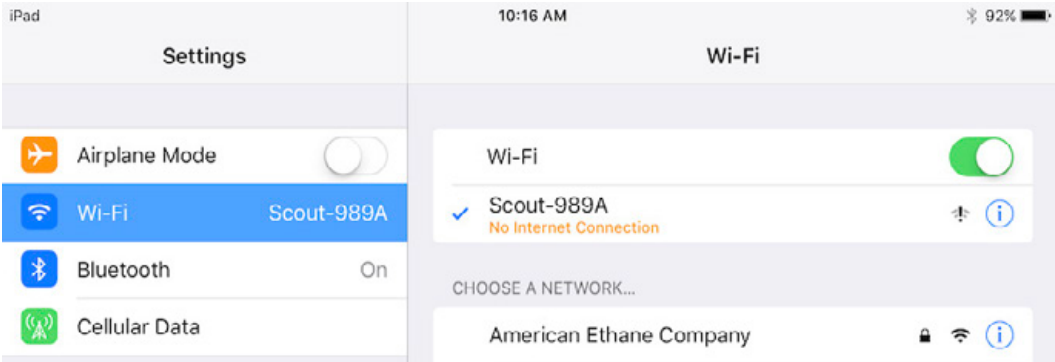 iPad 10:16 AM 92%
Settings
Wi-Fi
Airplane Mode
Wi-Fi Scout-989A
Bluetooth On
Cellular Data
Wi-Fi
Scout-989A
No Internet Connection
CHOOSE A NETWORK...
American Ethane Company